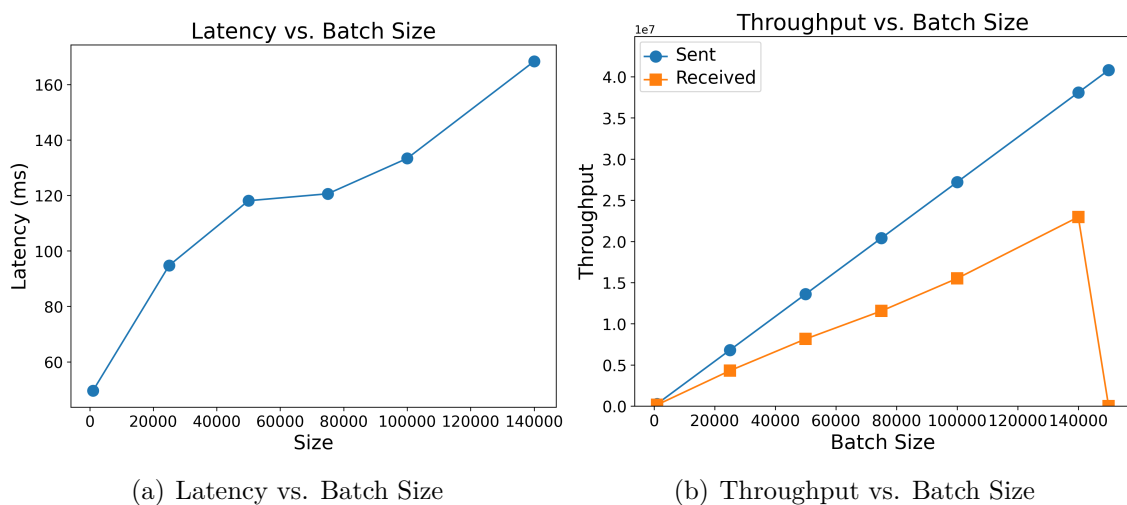 Latency vs. Batch Size
160
140
120
100
80
60
Latency (ms)
0 20000 40000 60000 80000 100000 120000 140000
Size
(a) Latency vs. Batch Size
Throughput vs. Batch Size
1e7
Sent
Received
4.0
3.5
3.0
2.5
2.0
1.5
1.0
0.5
0.0
Throughput
0 20000 40000 60000 80000 100000 120000 140000
Batch Size
(b) Throughput vs. Batch Size